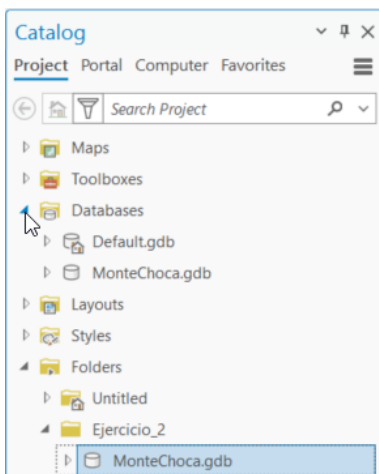 Catalog
Project Portal Computer Favorites
Search Project
Maps
Toolboxes
Databases
Default.gdb
MonteChoca.gdb
Layouts
Styles
Folders
Untitled
Ejercicio_2
MonteChoca.gdb